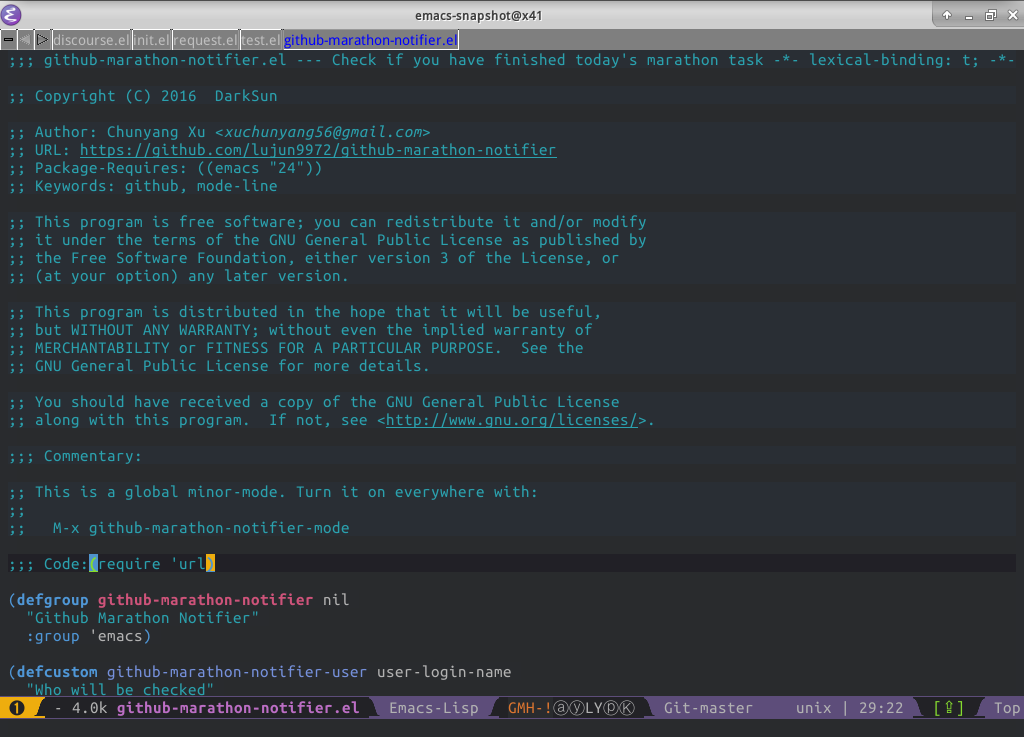 emacs-snapshot@x41
discourse.el init.el request.el test.el github-marathon-notifier.el
;;; github-marathon-notifier.el --- Check if you have finished today's marathon task -*- lexical-binding: t; -*-
;; Copyright (C) 2016  DarkSun
;; Author: Chunyang Xu <xuchunyang56@gmail.com>
;; URL: https://github.com/lujun9972/github-marathon-notifier
;; Package-Requires: ((emacs "24"))
;; Keywords: github, mode-line
;; This program is free software; you can redistribute it and/or modify
;; it under the terms of the GNU General Public License as published by
;; the Free Software Foundation, either version 3 of the License, or
;; (at your option) any later version.
;; This program is distributed in the hope that it will be useful,
;; but WITHOUT ANY WARRANTY; without even the implied warranty of
;; MERCHANTABILITY or FITNESS FOR A PARTICULAR PURPOSE.  See the
;; GNU General Public License for more details.
;; You should have received a copy of the GNU General Public License
;; along with this program.  If not, see <http://www.gnu.org/licenses/>.
;;; Commentary:
;; This is a global minor-mode. Turn it on everywhere with:
;;
;;   M-x github-marathon-notifier-mode
;;; Code:(require 'url)
(defgroup github-marathon-notifier nil
  "Github Marathon Notifier"
  :group 'emacs)
(defcustom github-marathon-notifier-user user-login-name
  "Who will be checked"
❶ - 4.0k github-marathon-notifier.el Emacs-Lisp GMH-!ⓐⓨLYⓟⓀ Git-master unix | 29:22 [⇪] Top